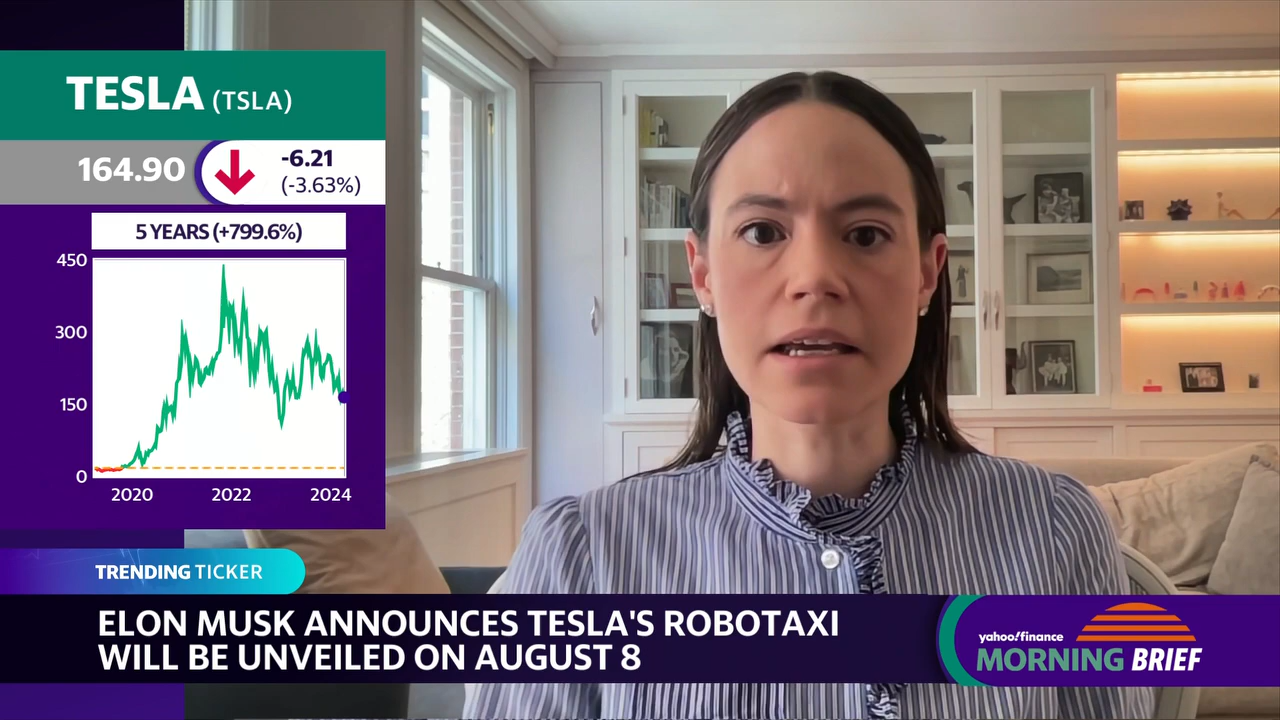 TESLA (TSLA)
164.90
-6.21
(-3.63%)
5 YEARS (+799.6%)
450
300
150
0
2020
2022
2024
TRENDING TICKER
ELON MUSK ANNOUNCES TESLA'S ROBOTAXI
WILL BE UNVEILED ON AUGUST 8
yahoo!finance
MORNING BRIEF